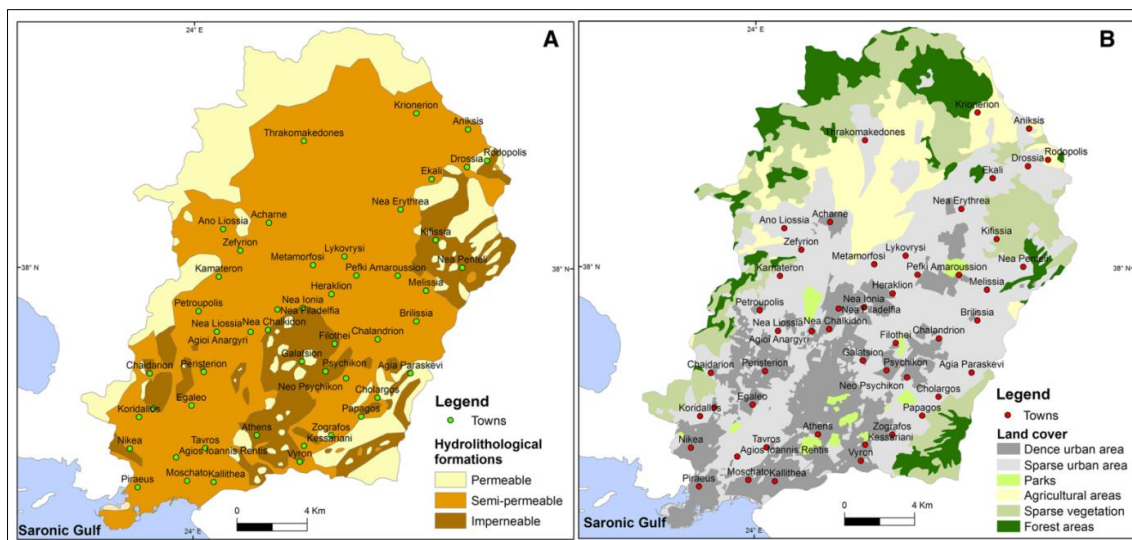 24° E
A
Krionerion
Aniksis
Thrakomakedones
Rodopolis
Drossia
Ekali
Nea Erythrea
Acharne
Ano Liossia
Kifissia
Zefyrion
Lykovrysi
Metamorfosi
Nea Penteli
38° N
Kamateron
Pefki Amaroussion
Melissia
Heraklion
Petroupolis
Nea Ionia
Nea Filadelfia
Brilissia
Nea Liossia
Nea Chalkidon
Agioi Anargyri
Filothei
Chalandrion
Galatsion
Chaidarion
Peristerion
Psychikon
Agia Paraskevi
Neo Psychikon
Cholargos
Egaleo
Koridallos
Papagos
Athens
Zografos
Nikea
Tavros
Kessariani
Agios Ioannis Rentis
Vyron
Moschato
Kallithea
Piraeus
Saronic Gulf
24° E
0 4 Km
Legend
Towns
Hydrolithological
formations
Permeable
Semi-permeable
Imperneable
24° E
B
Krionerion
Aniksis
Thrakomakedones
Rodopolis
Drossia
Ekali
Nea Erythrea
Acharne
Ano Liossia
Kifissia
Zefyrion
Lykovrysi
Metamorfosi
Nea Penteli
38° N
38° N
Kamateron
Pefki Amaroussion
Melissia
Heraklion
Petroupolis
Nea Ionia
Nea Piladelfia
Brilissia
Nea Liossia
Nea Chalkidon
Agioi Anargyri
Filothei
Chalandrion
Galatsion
Chaidarion
Peristerion
Psychikon
Agia Paraskevi
Neo Psychikon
Cholargos
Egaleo
Koridallos
Papagos
Athens
Zografos
Nikea
Tavros
Kessariani
Agios Ioannis Rentis
Vyron
Moschato
Kallithea
Piraeus
Saronic Gulf
24° E
0 4 Km
Legend
Towns
Land cover
Dence urban area
Sparse urban area
Parks
Agricultural areas
Sparse vegetation
Forest areas